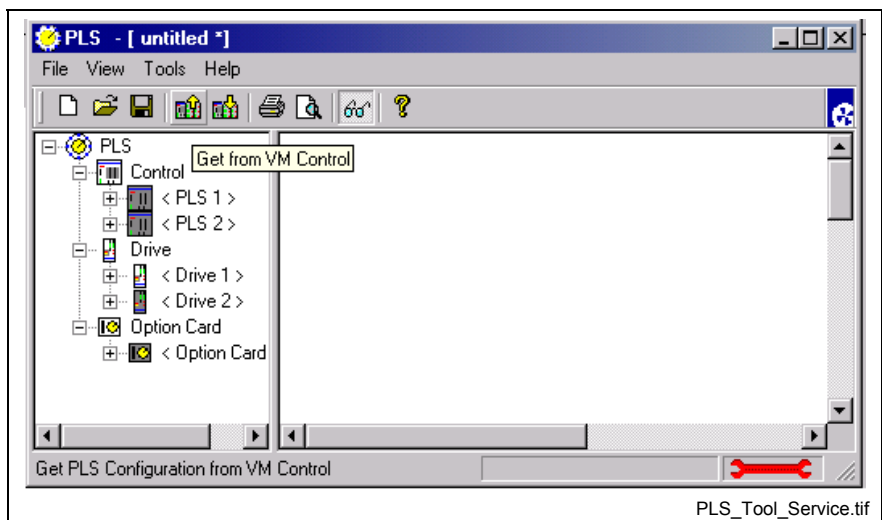 PLS - [ untitled *]
File View Tools Help
PLS
Get from VM Control
Control
< PLS 1 >
< PLS 2 >
Drive
< Drive 1 >
< Drive 2 >
Option Card
< Option Card
Get PLS Configuration from VM Control
PLS_Tool_Service.tif